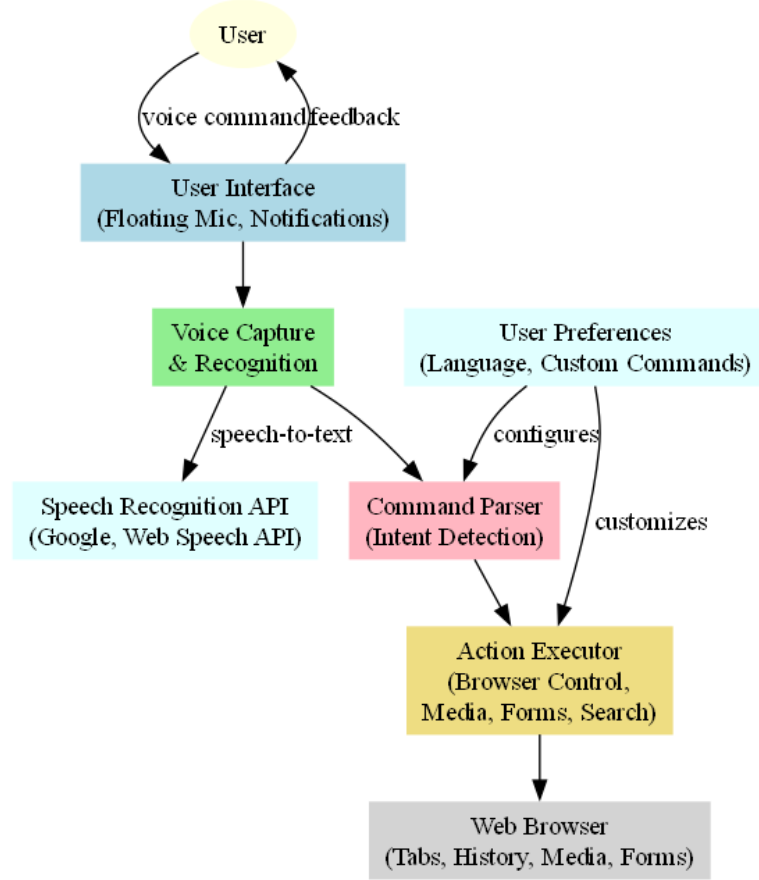 User
voice command
feedback
User Interface
(Floating Mic, Notifications)
Voice Capture
& Recognition
User Preferences
(Language, Custom Commands)
speech-to-text
configures
Speech Recognition API
(Google, Web Speech API)
Command Parser
(Intent Detection)
customizes
Action Executor
(Browser Control,
Media, Forms, Search)
Web Browser
(Tabs, History, Media, Forms)